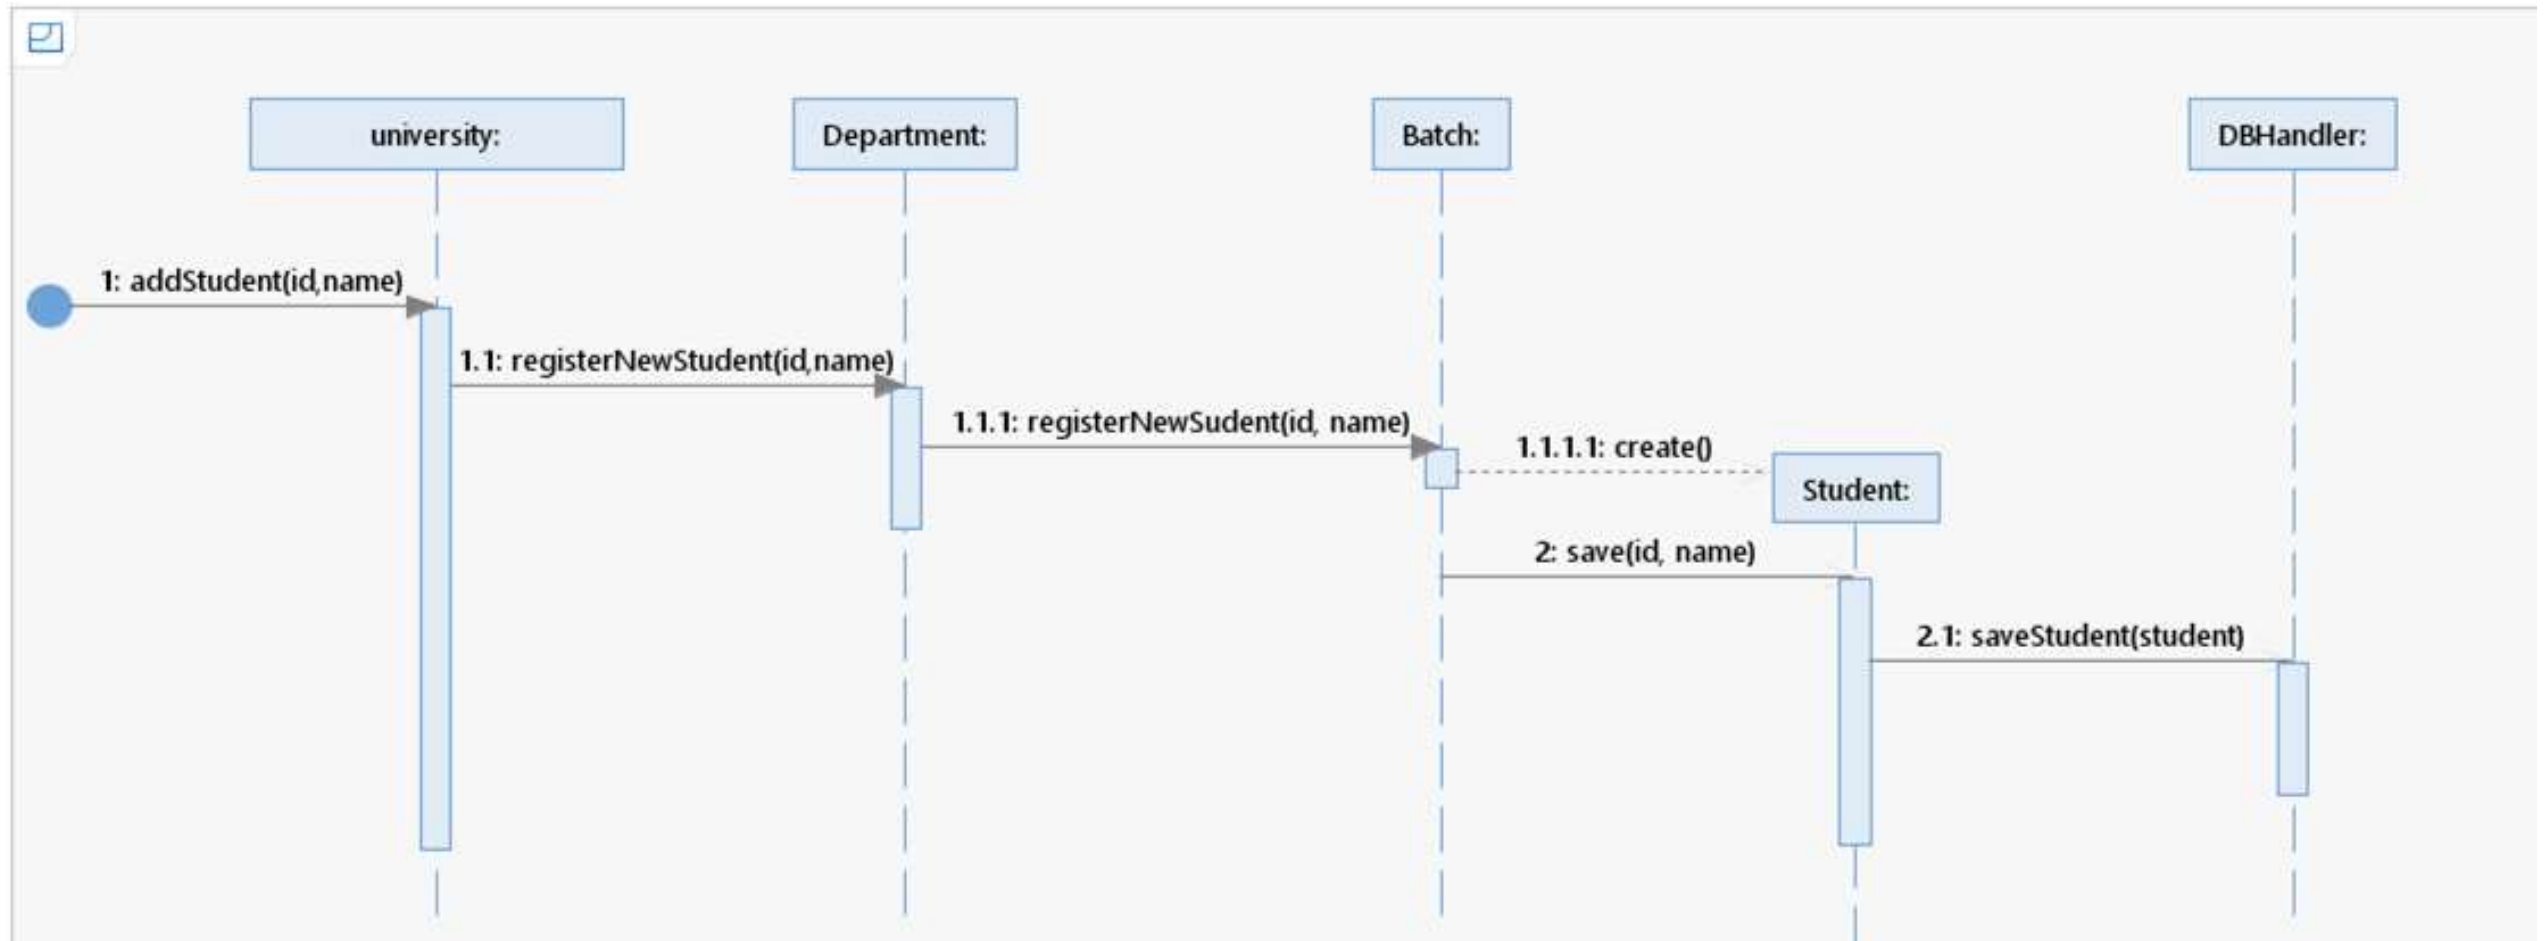 university:
Department:
Batch:
DBHandler:
1: addStudent(id,name)
1.1: registerNewStudent(id,name)
1.1.1: registerNewSudent(id, name)
1.1.1.1: create()
Student:
2: save(id, name)
2.1: saveStudent(student)